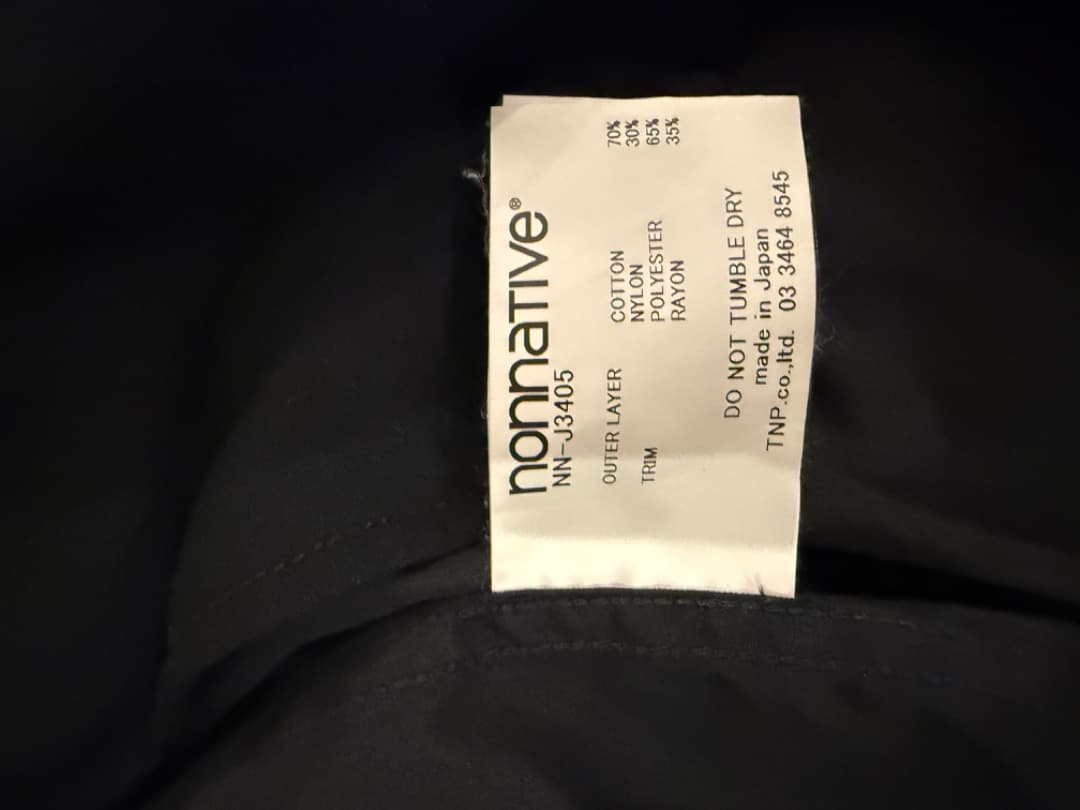 nonnative®
NN-J3405
OUTER LAYER COTTON 70%
NYLON 30%
TRIM POLYESTER 65%
RAYON 35%
DO NOT TUMBLE DRY
made in Japan
TNP.co.,ltd. 03 3464 8545